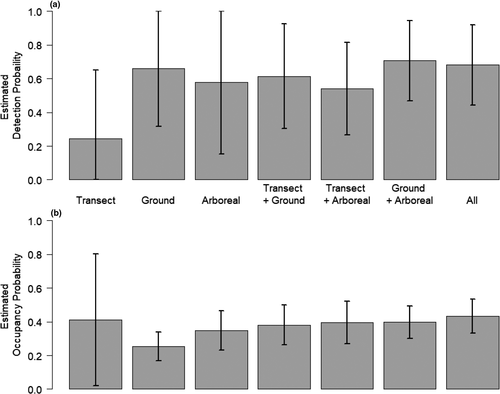 (a)
Estimated
Detection Probaility
1.0
0.8
0.6
0.4
0.2
0.0
Transect
Ground
Arboreal
Transect
+ Ground
Transect
+ Arboreal
Ground
+ Arboreal
All
(b)
Estimated
Occupancy Probability
1.0
0.8
0.6
0.4
0.2
0.0